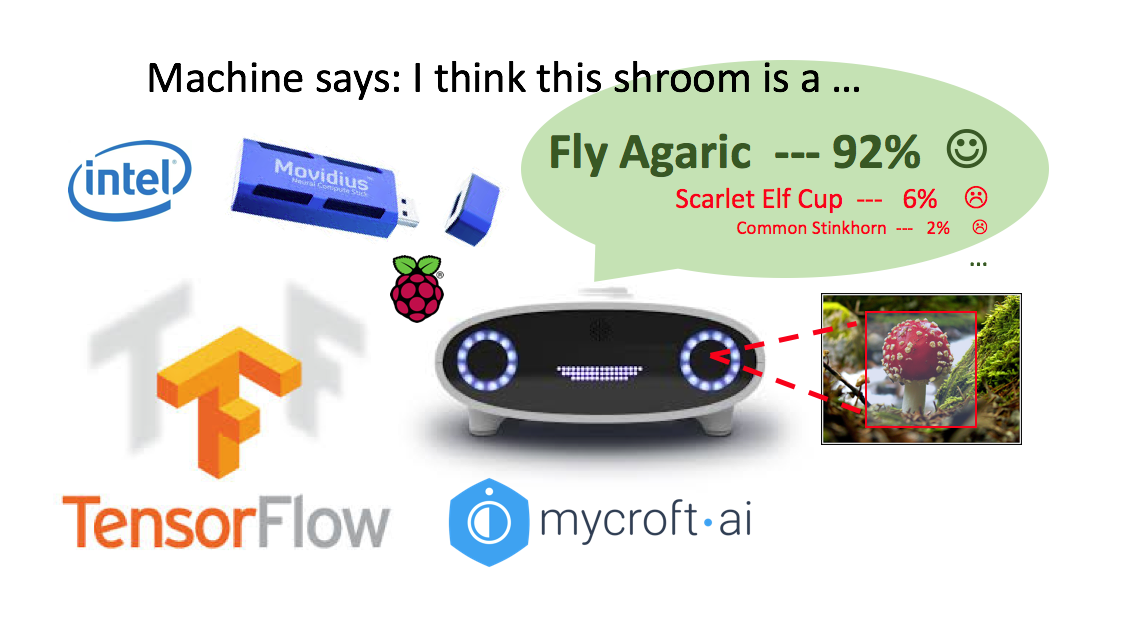 Machine says: I think this shroom is a …
Fly Agaric --- 92% ☺
Scarlet Elf Cup --- 6% ☹
Common Stinkhorn --- 2% ☹
...
intel®
Movidius™
Neural Compute Stick
®
TensorFlow
mycroft·ai